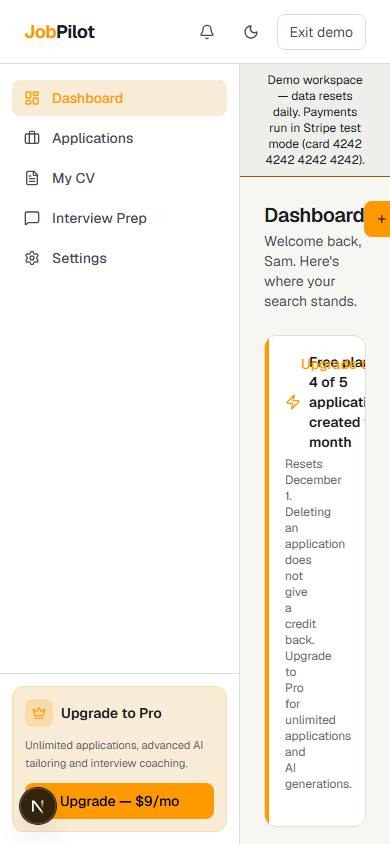 JobPilot
Exit demo
Dashboard
Applications
My CV
Interview Prep
Settings
Upgrade to Pro
Unlimited applications, advanced AI
tailoring and interview coaching.
Upgrade — $9/mo
N
Demo workspace
— data resets
daily. Payments
run in Stripe test
mode (card 4242
4242 4242 4242).
Dashboard
+
Welcome back,
Sam. Here's
where your
search stands.
Upgrade
Free
4 of 5
created
month
Resets
December
1.
Deleting
an
application
does
not
give
a
credit
back.
Upgrade
to
Pro
for
unlimited
applications
and
AI
generations.